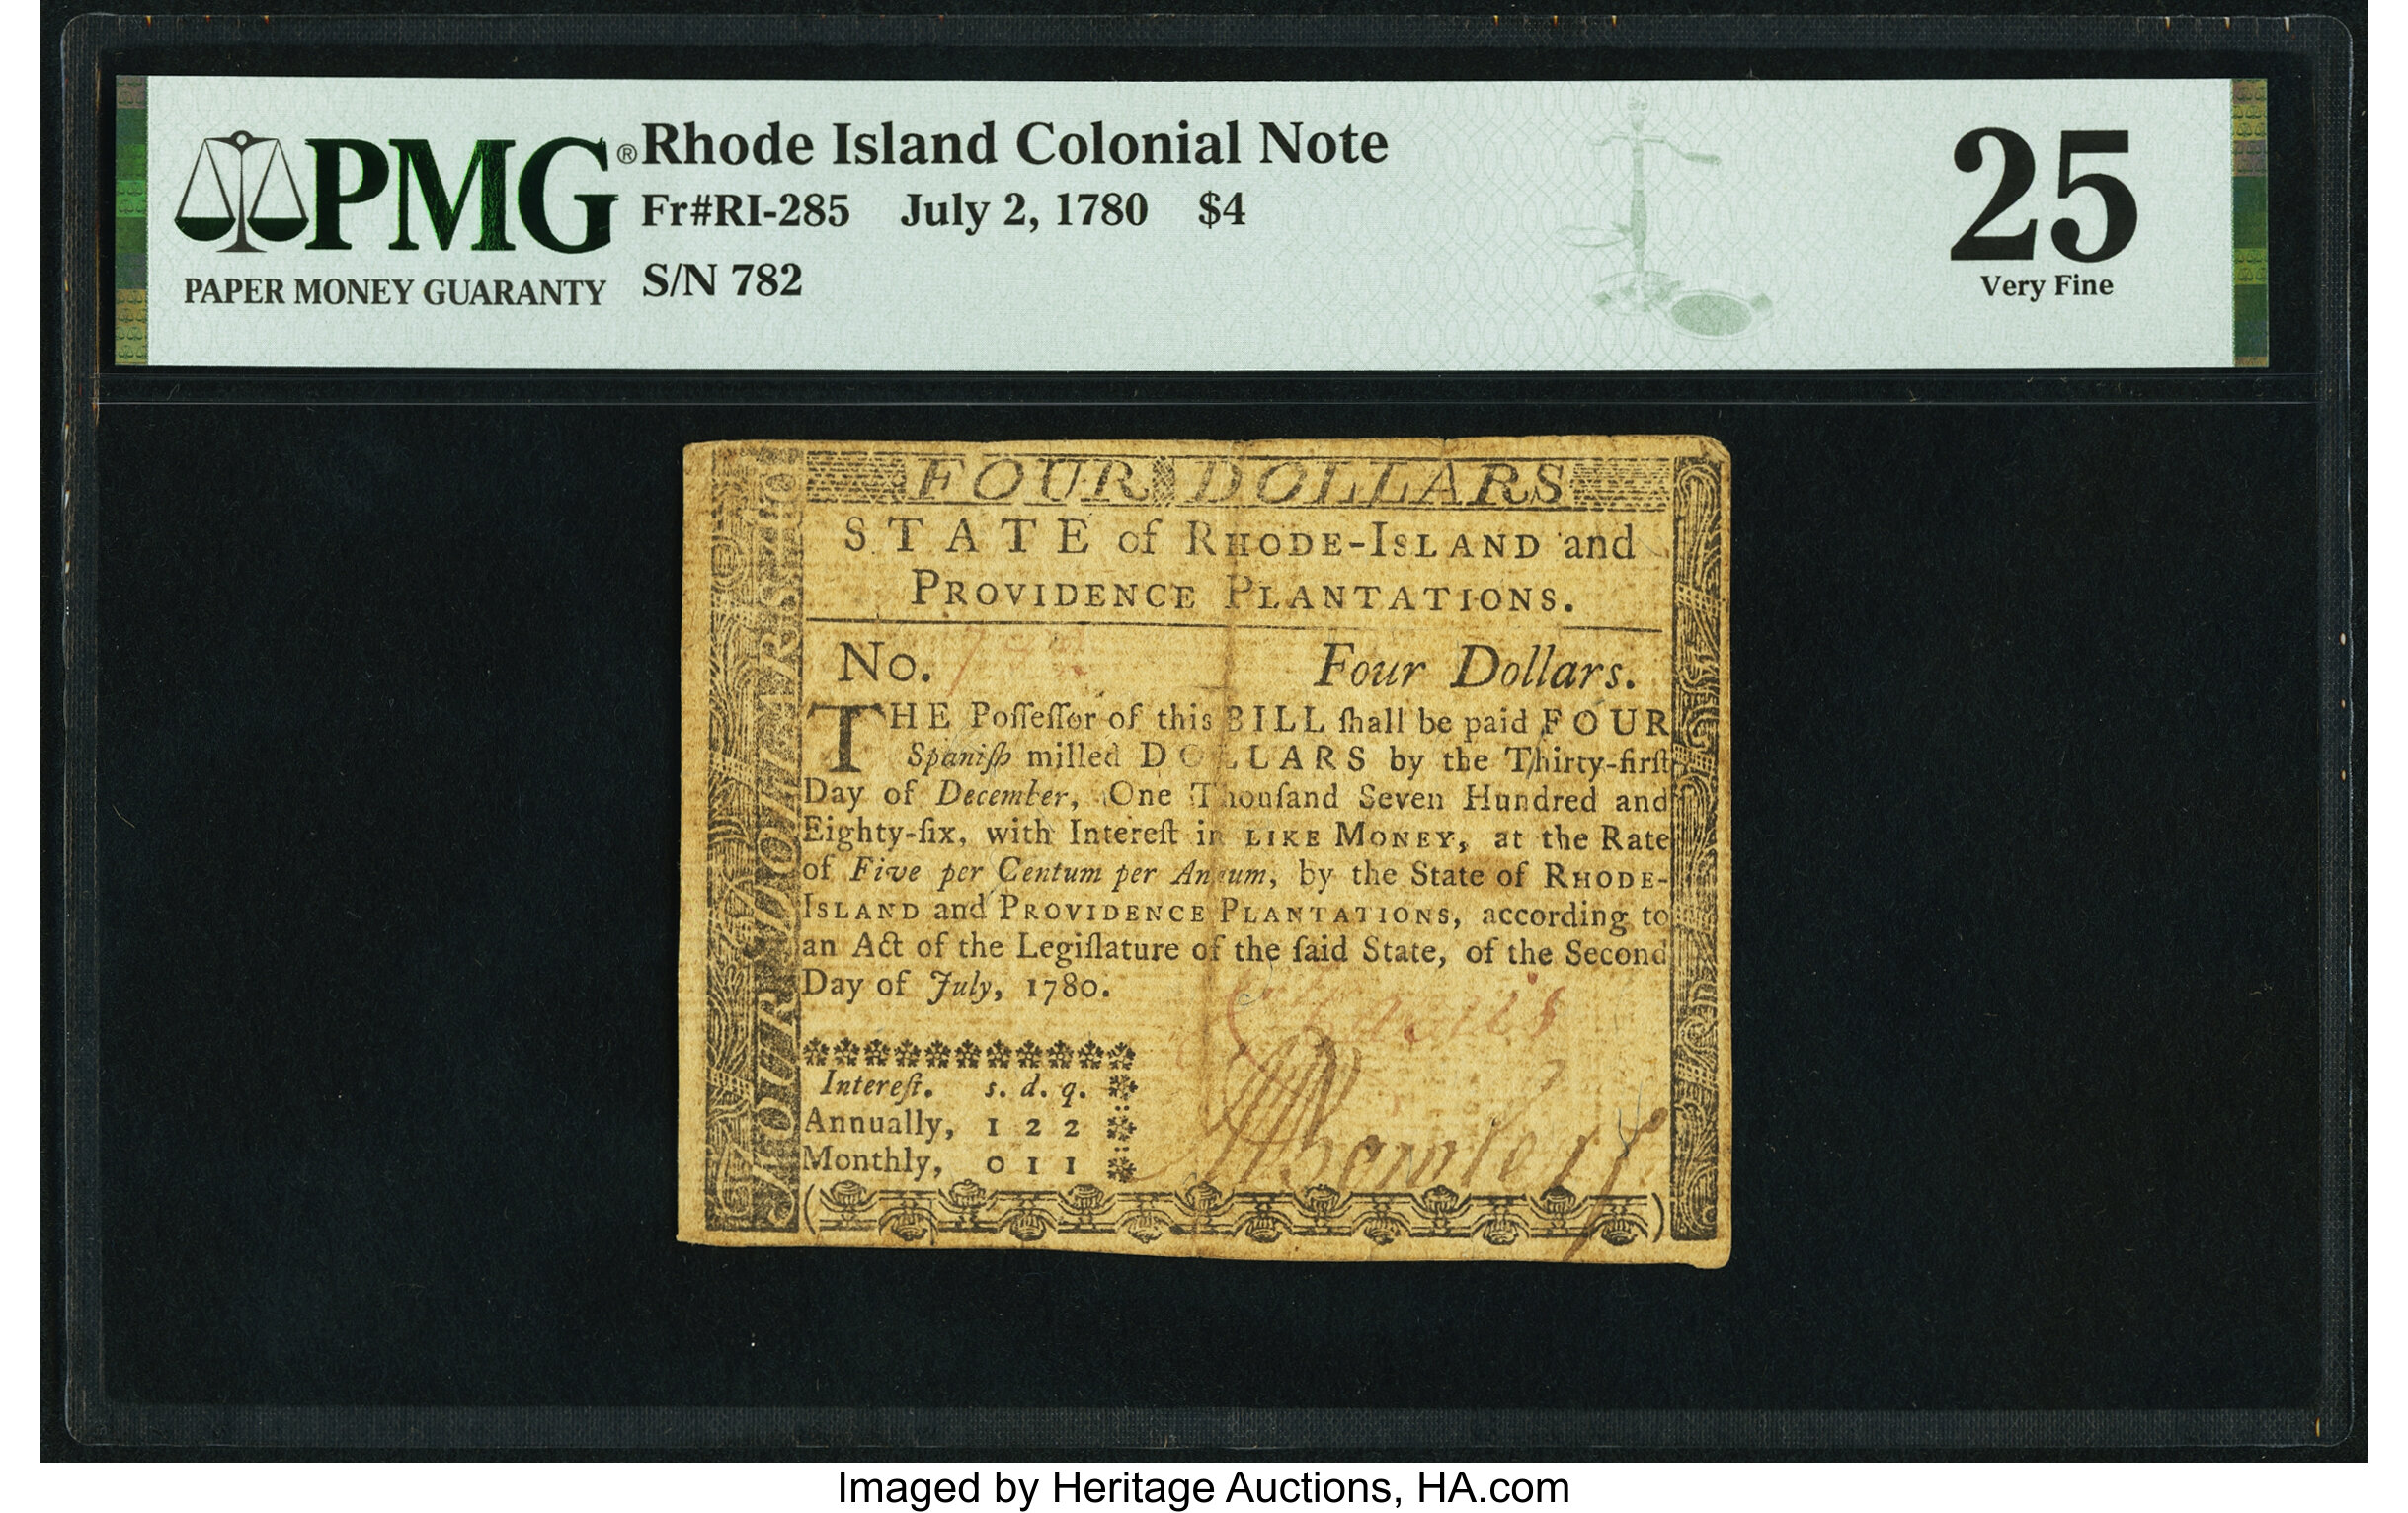 PMG®
PAPER MONEY GUARANTY
Rhode Island Colonial Note
Fr#RI-285 July 2, 1780 $4
S/N 782
25
Very Fine
FOUR DOLLARS
FOUR DOLLARS
STATE of RHODE-ISLAND and
PROVIDENCE PLANTATIONS.
No. 782 Four Dollars.
THE Poſſeſſor of this BILL ſhall be paid FOUR
Spaniſh milled DOLLARS by the Thirty-firſt
Day of December, One Thouſand Seven Hundred and
Eighty-ſix, with Intereſt in LIKE MONEY, at the Rate
of Five per Centum per Annum, by the State of RHODE-
ISLAND and PROVIDENCE PLANTATIONS, according to
an Act of the Legiſlature of the ſaid State, of the Second
Day of July, 1780.
Intereſt. s. d. q.
Annually, 1 2 2
Monthly, 0 1 1
Imaged by Heritage Auctions, HA.com